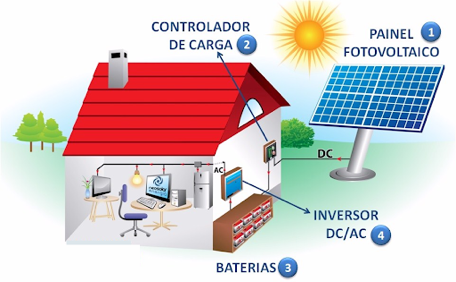 CONTROLADOR
DE CARGA 2
PAINEL 1
FOTOVOLTAICO
DC
AC
INVERSOR
DC/AC 4
BATERIAS 3